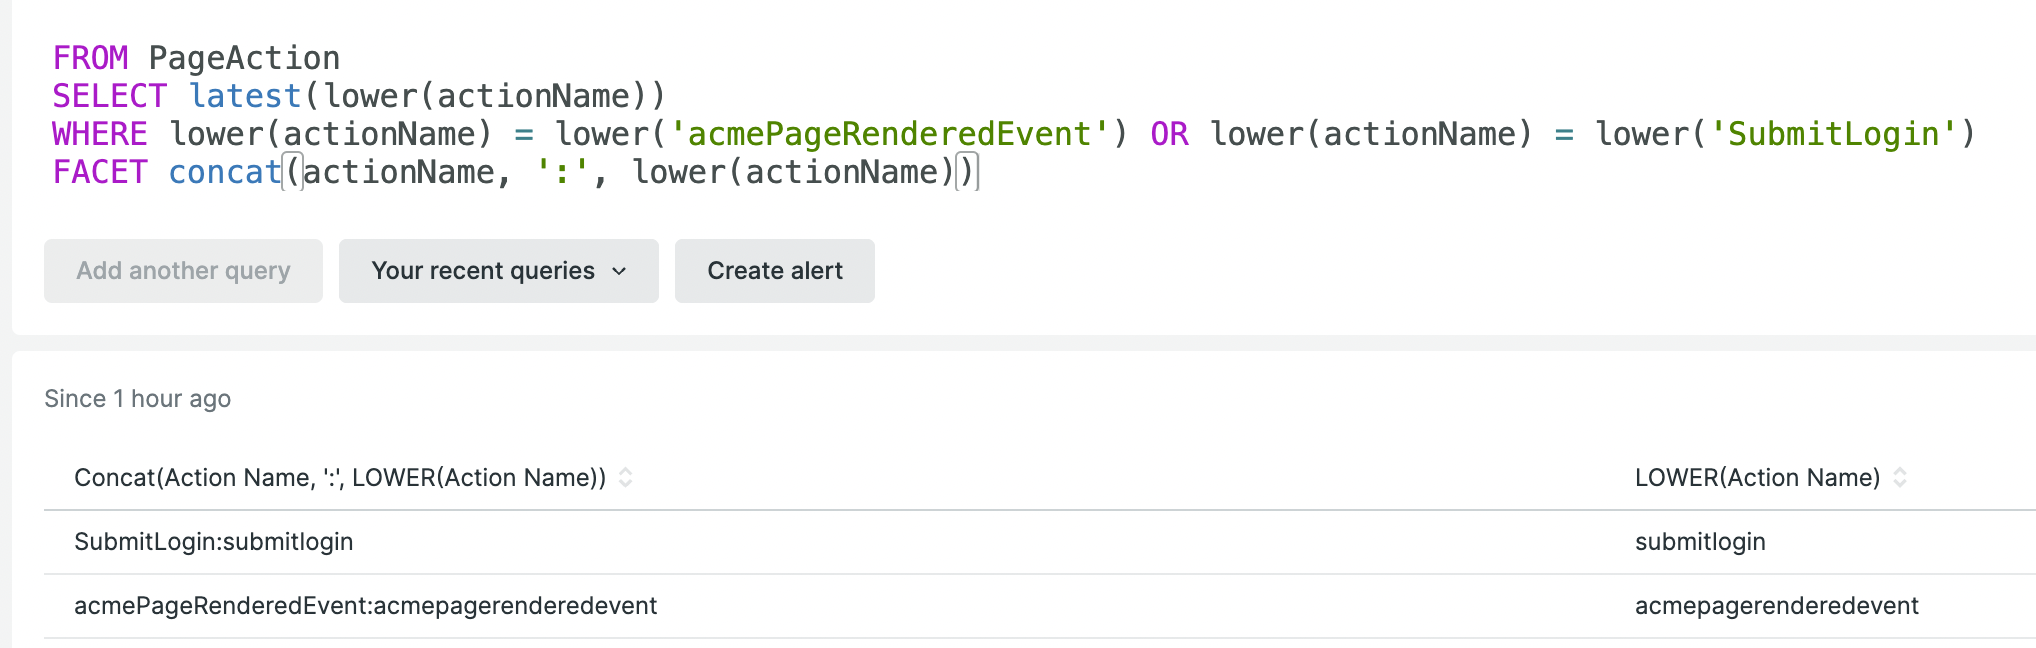 FROM PageAction
SELECT latest(lower(actionName))
WHERE lower(actionName) = lower('acmePageRenderedEvent') OR lower(actionName) = lower('SubmitLogin')
FACET concat(actionName, ':', lower(actionName))
Add another query Your recent queries Create alert
Since 1 hour ago
Concat(Action Name, ':', LOWER(Action Name)) LOWER(Action Name)
SubmitLogin:submitlogin submitlogin
acmePageRenderedEvent:acmepagerenderedevent acmepagerenderedevent